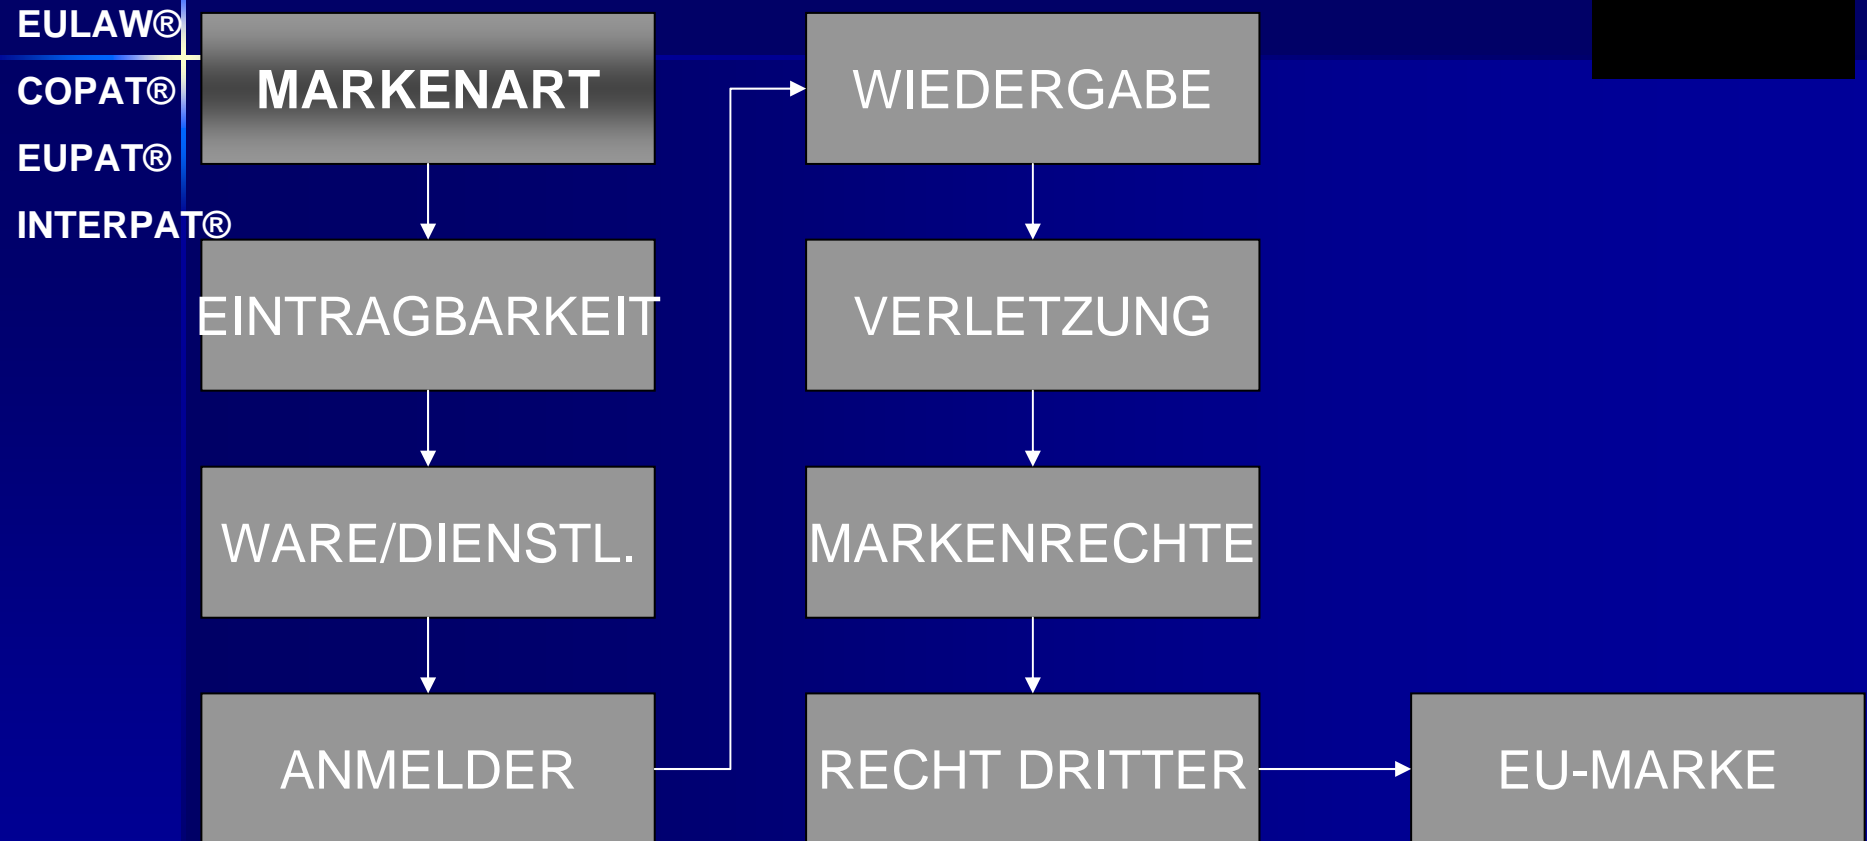 EULAW®
COPAT®
EUPAT®
INTERPAT®
MARKENART
EINTRAGBARKEIT
WARE/DIENSTL.
ANMELDER
WIEDERGABE
VERLETZUNG
MARKENRECHTE
RECHT DRITTER
EU-MARKE